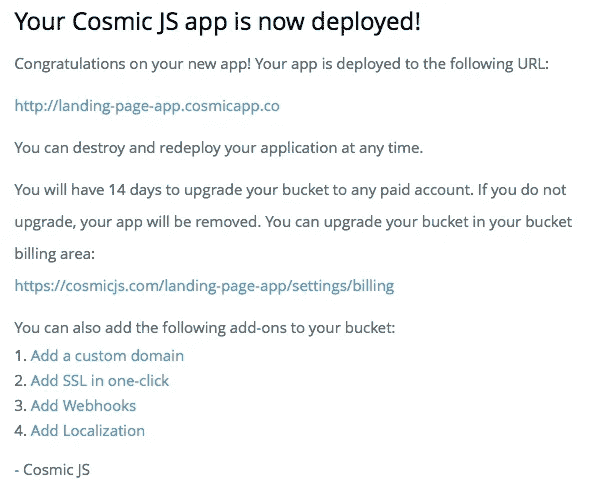 Your Cosmic JS app is now deployed!
Congratulations on your new app! Your app is deployed to the following URL:
http://landing-page-app.cosmicapp.co
You can destroy and redeploy your application at any time.
You will have 14 days to upgrade your bucket to any paid account. If you do not
upgrade, your app will be removed. You can upgrade your bucket in your bucket
billing area:
https://cosmicjs.com/landing-page-app/settings/billing
You can also add the following add-ons to your bucket:
1. Add a custom domain
2. Add SSL in one-click
3. Add Webhooks
4. Add Localization
- Cosmic JS